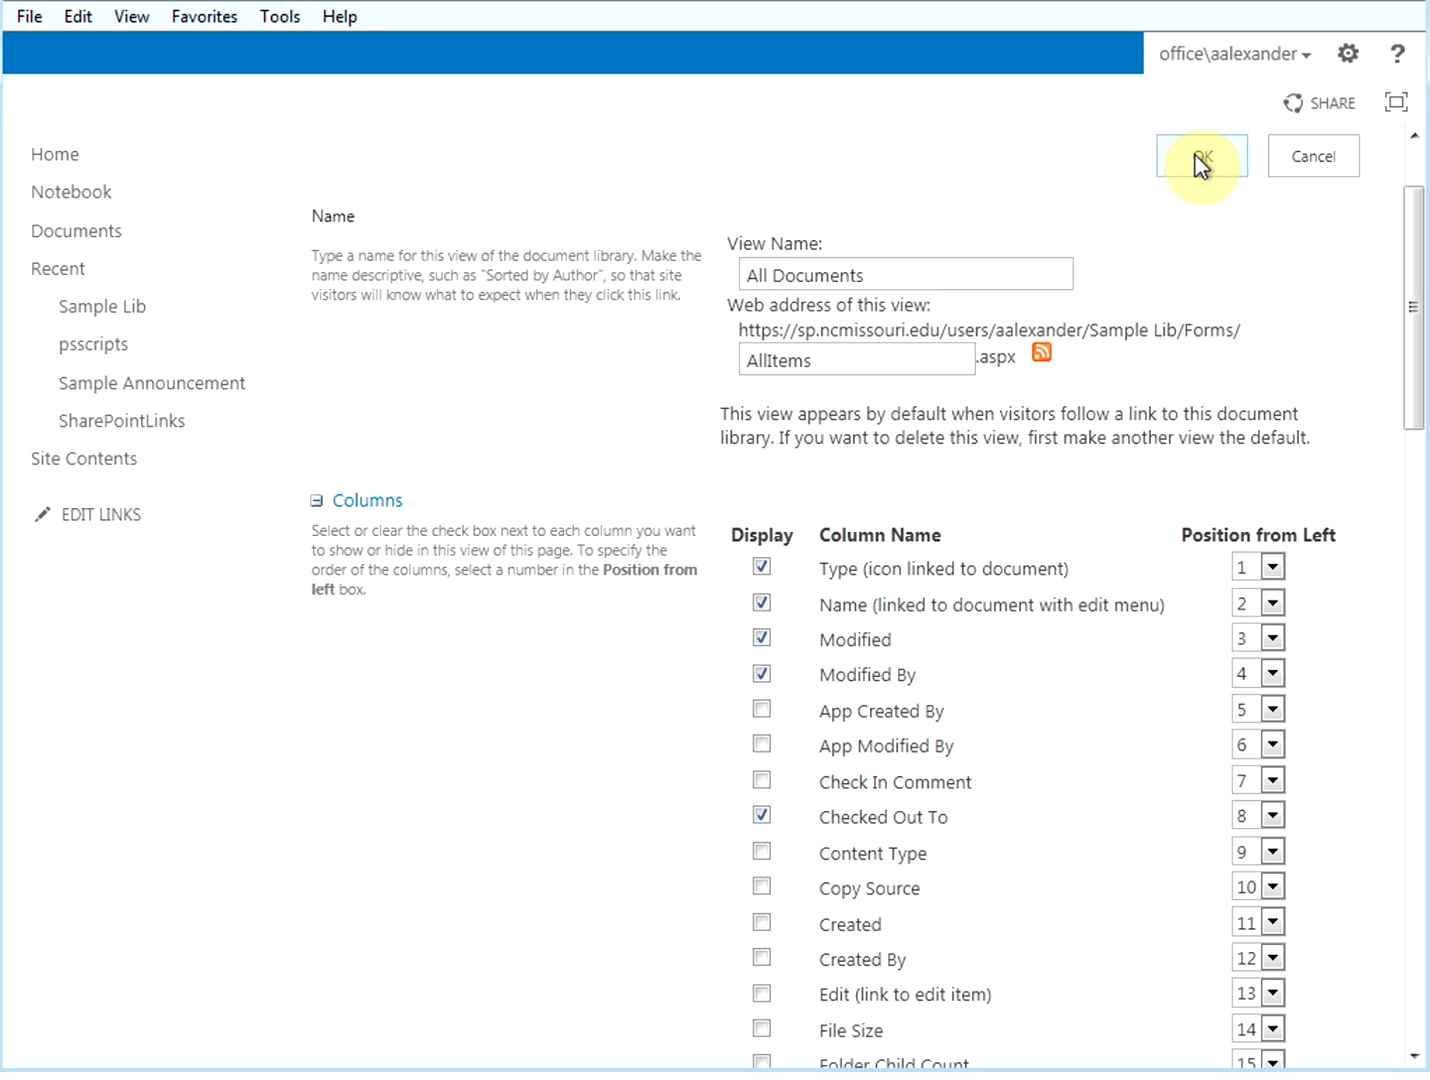 File Edit View Favorites Tools Help
office\aalexander
?
SHARE
OK Cancel
Home
Notebook
Documents
Recent
Sample Lib
psscripts
Sample Announcement
SharePointLinks
Site Contents
EDIT LINKS
Name
Type a name for this view of the document library. Make the
name descriptive, such as "Sorted by Author", so that site
visitors will know what to expect when they click this link.
View Name:
All Documents
Web address of this view:
https://sp.ncmissouri.edu/users/aalexander/Sample Lib/Forms/
AllItems .aspx
This view appears by default when visitors follow a link to this document
library. If you want to delete this view, first make another view the default.
Columns
Select or clear the check box next to each column you want
to show or hide in this view of this page. To specify the
order of the columns, select a number in the Position from
left box.
Display Column Name Position from Left
Type (icon linked to document) 1
Name (linked to document with edit menu) 2
Modified 3
Modified By 4
App Created By 5
App Modified By 6
Check In Comment 7
Checked Out To 8
Content Type 9
Copy Source 10
Created 11
Created By 12
Edit (link to edit item) 13
File Size 14
Folder Child Count 15